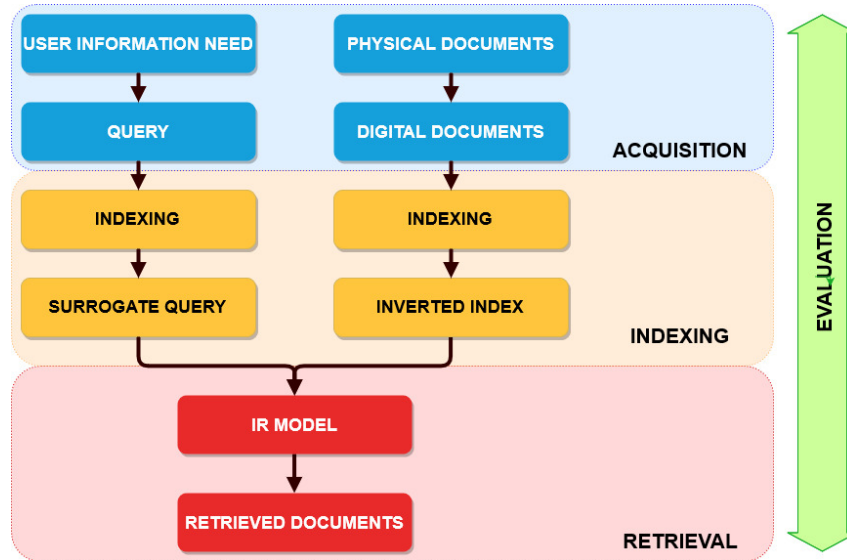 USER INFORMATION NEED
PHYSICAL DOCUMENTS
QUERY
DIGITAL DOCUMENTS
ACQUISITION
INDEXING
INDEXING
SURROGATE QUERY
INVERTED INDEX
INDEXING
IR MODEL
RETRIEVED DOCUMENTS
RETRIEVAL
EVALUATION